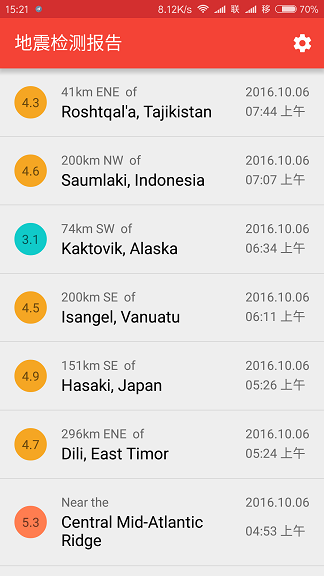 15:21 8.12K/s 联 移 70%
地震检测报告
4.3 41km ENE of 2016.10.06
Roshtqal'a, Tajikistan 07:44 上午
4.6 200km NW of 2016.10.06
Saumlaki, Indonesia 07:07 上午
3.1 74km SW of 2016.10.06
Kaktovik, Alaska 06:34 上午
4.5 200km SE of 2016.10.06
Isangel, Vanuatu 06:11 上午
4.9 151km SE of 2016.10.06
Hasaki, Japan 05:26 上午
4.7 296km ENE of 2016.10.06
Dili, East Timor 05:24 上午
5.3 Near the 2016.10.06
Central Mid-Atlantic 04:53 上午
Ridge